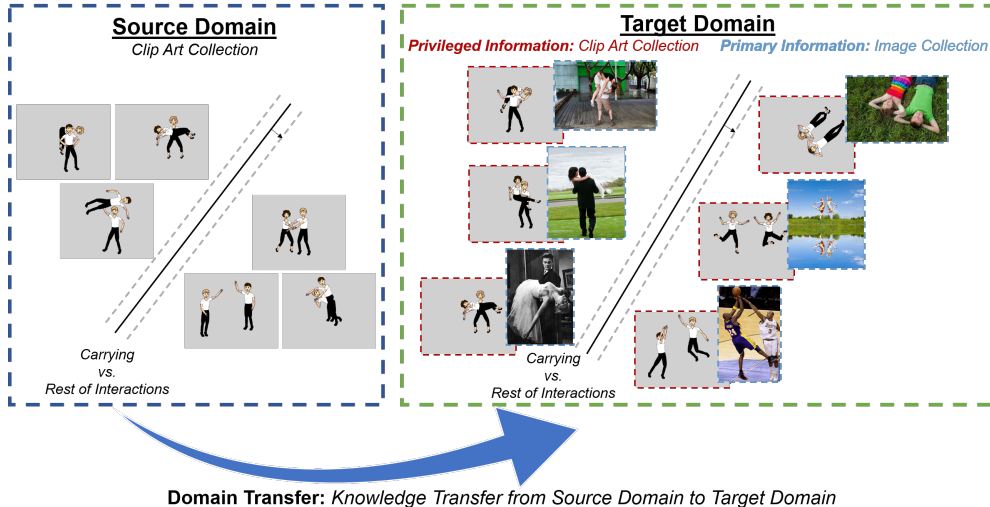 Source Domain
Clip Art Collection
Carrying
vs.
Rest of Interactions
Target Domain
Privileged Information: Clip Art Collection
Primary Information: Image Collection
Carrying
vs.
Rest of Interactions
Domain Transfer: Knowledge Transfer from Source Domain to Target Domain